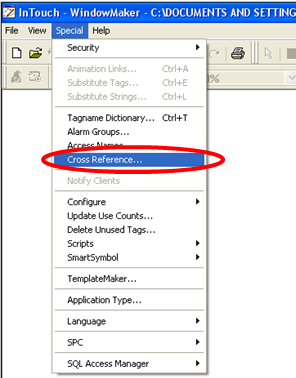 InTouch - WindowMaker - C:\DOCUMENTS AND SETTING
File View Special Help
Security
Animation Links... Ctrl+A
Substitute Tags... Ctrl+E
Substitute Strings... Ctrl+L
Tagname Dictionary... Ctrl+T
Alarm Groups...
Access Names...
Cross Reference...
Notify Clients
Configure
Update Use Counts...
Delete Unused Tags...
Scripts
SmartSymbol
TemplateMaker...
Application Type...
Language
SPC
SQL Access Manager